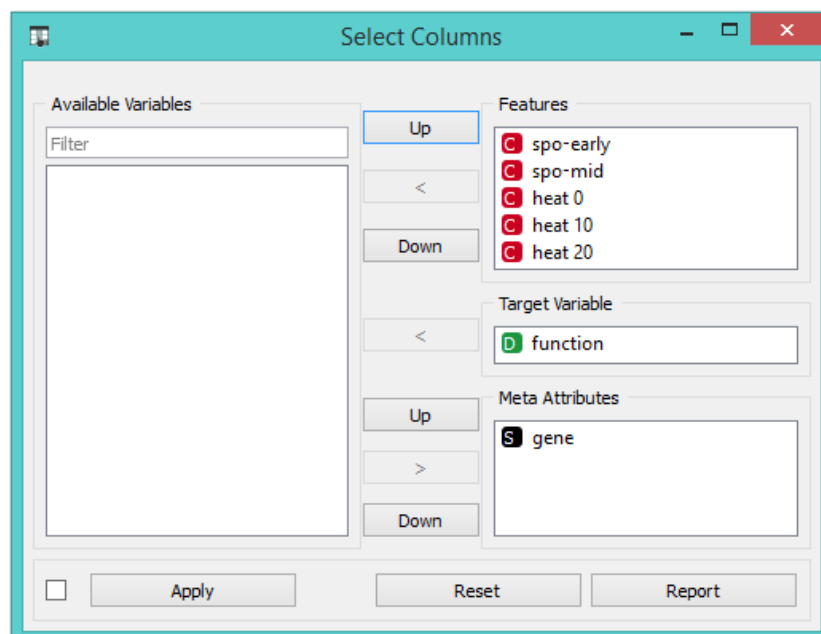 Select Columns
Available Variables
Filter
Up
<
Down
<
Up
>
Down
Features
C spo-early
C spo-mid
C heat 0
C heat 10
C heat 20
Target Variable
D function
Meta Attributes
S gene
Apply
Reset
Report